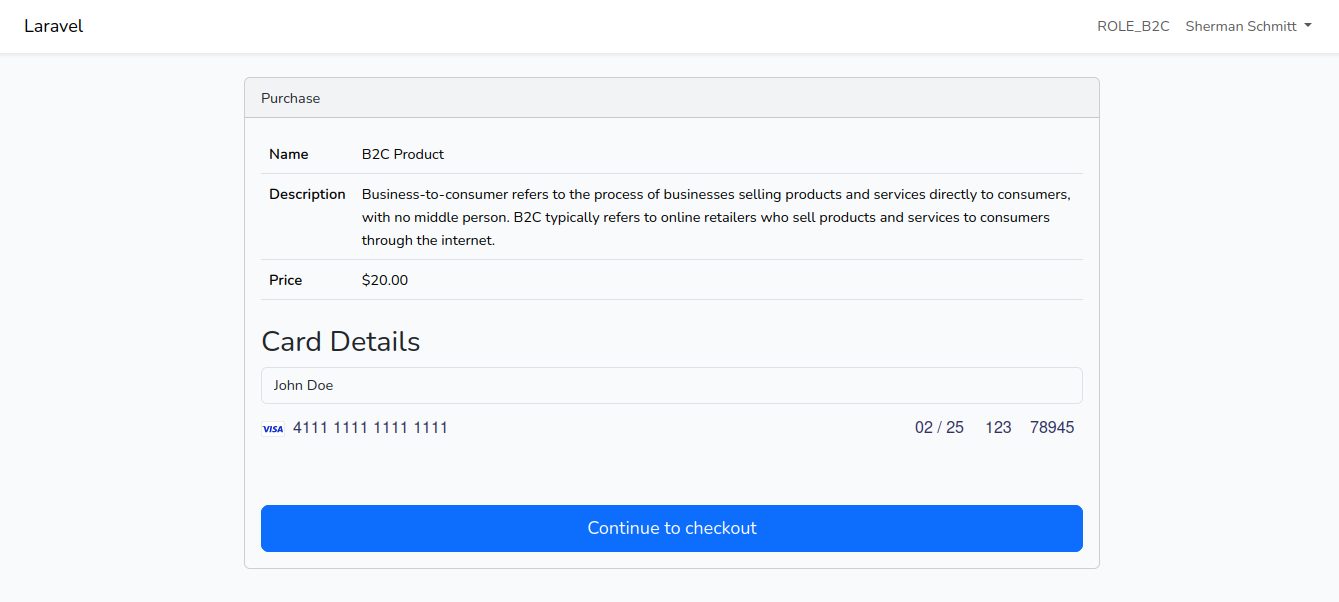 Laravel
ROLE_B2C Sherman Schmitt
Purchase
Name B2C Product
Description Business-to-consumer refers to the process of businesses selling products and services directly to consumers,
with no middle person. B2C typically refers to online retailers who sell products and services to consumers
through the internet.
Price $20.00
Card Details
John Doe
VISA 4111 1111 1111 1111 02 / 25 123 78945
Continue to checkout